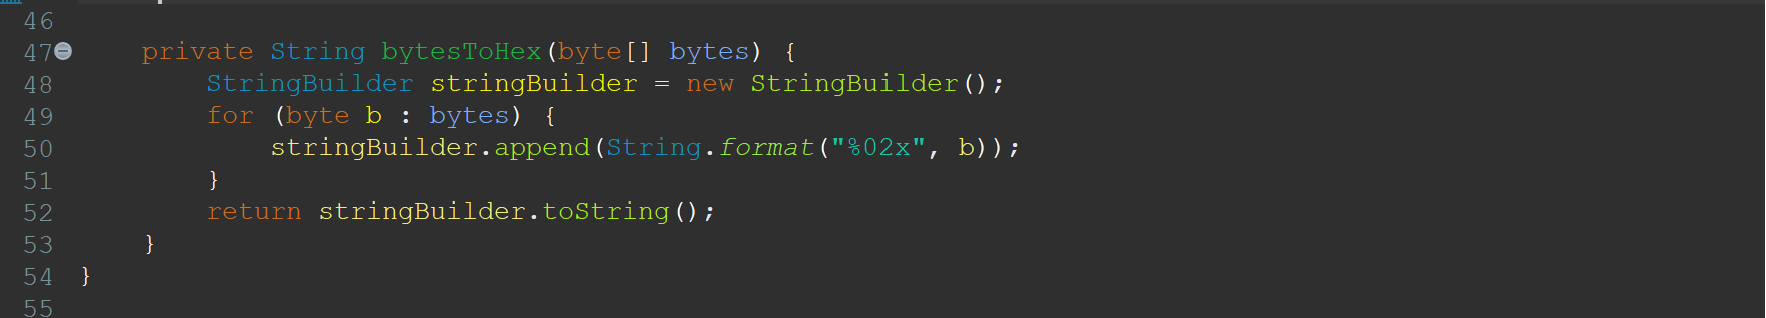 46
47    private String bytesToHex(byte[] bytes) {
48        StringBuilder stringBuilder = new StringBuilder();
49        for (byte b : bytes) {
50            stringBuilder.append(String.format("%02x", b));
51        }
52        return stringBuilder.toString();
53    }
54 }
55